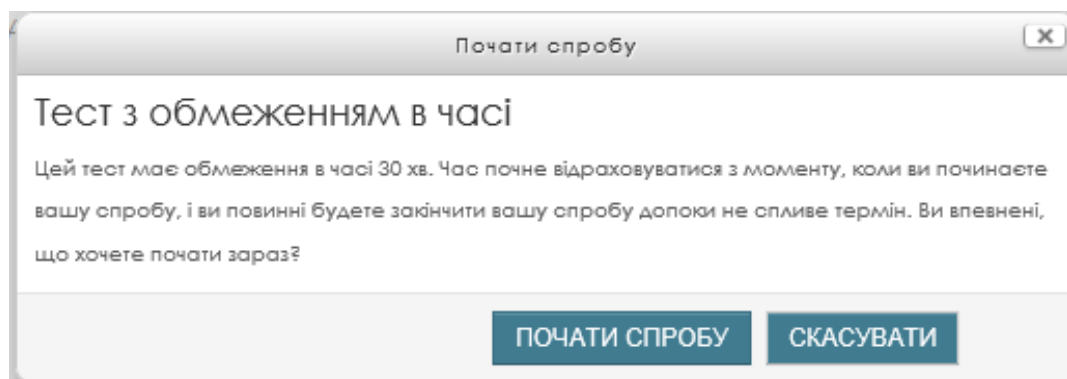 Почати спробу
Тест з обмеженням в часі
Цей тест має обмеження в часі 30 хв. Час почне відраховуватися з моменту, коли ви починаєте
вашу спробу, і ви повинні будете закінчити вашу спробу допоки не спливе термін. Ви впевнені,
що хочете почати зараз?
ПОЧАТИ СПРОБУ СКАСУВАТИ